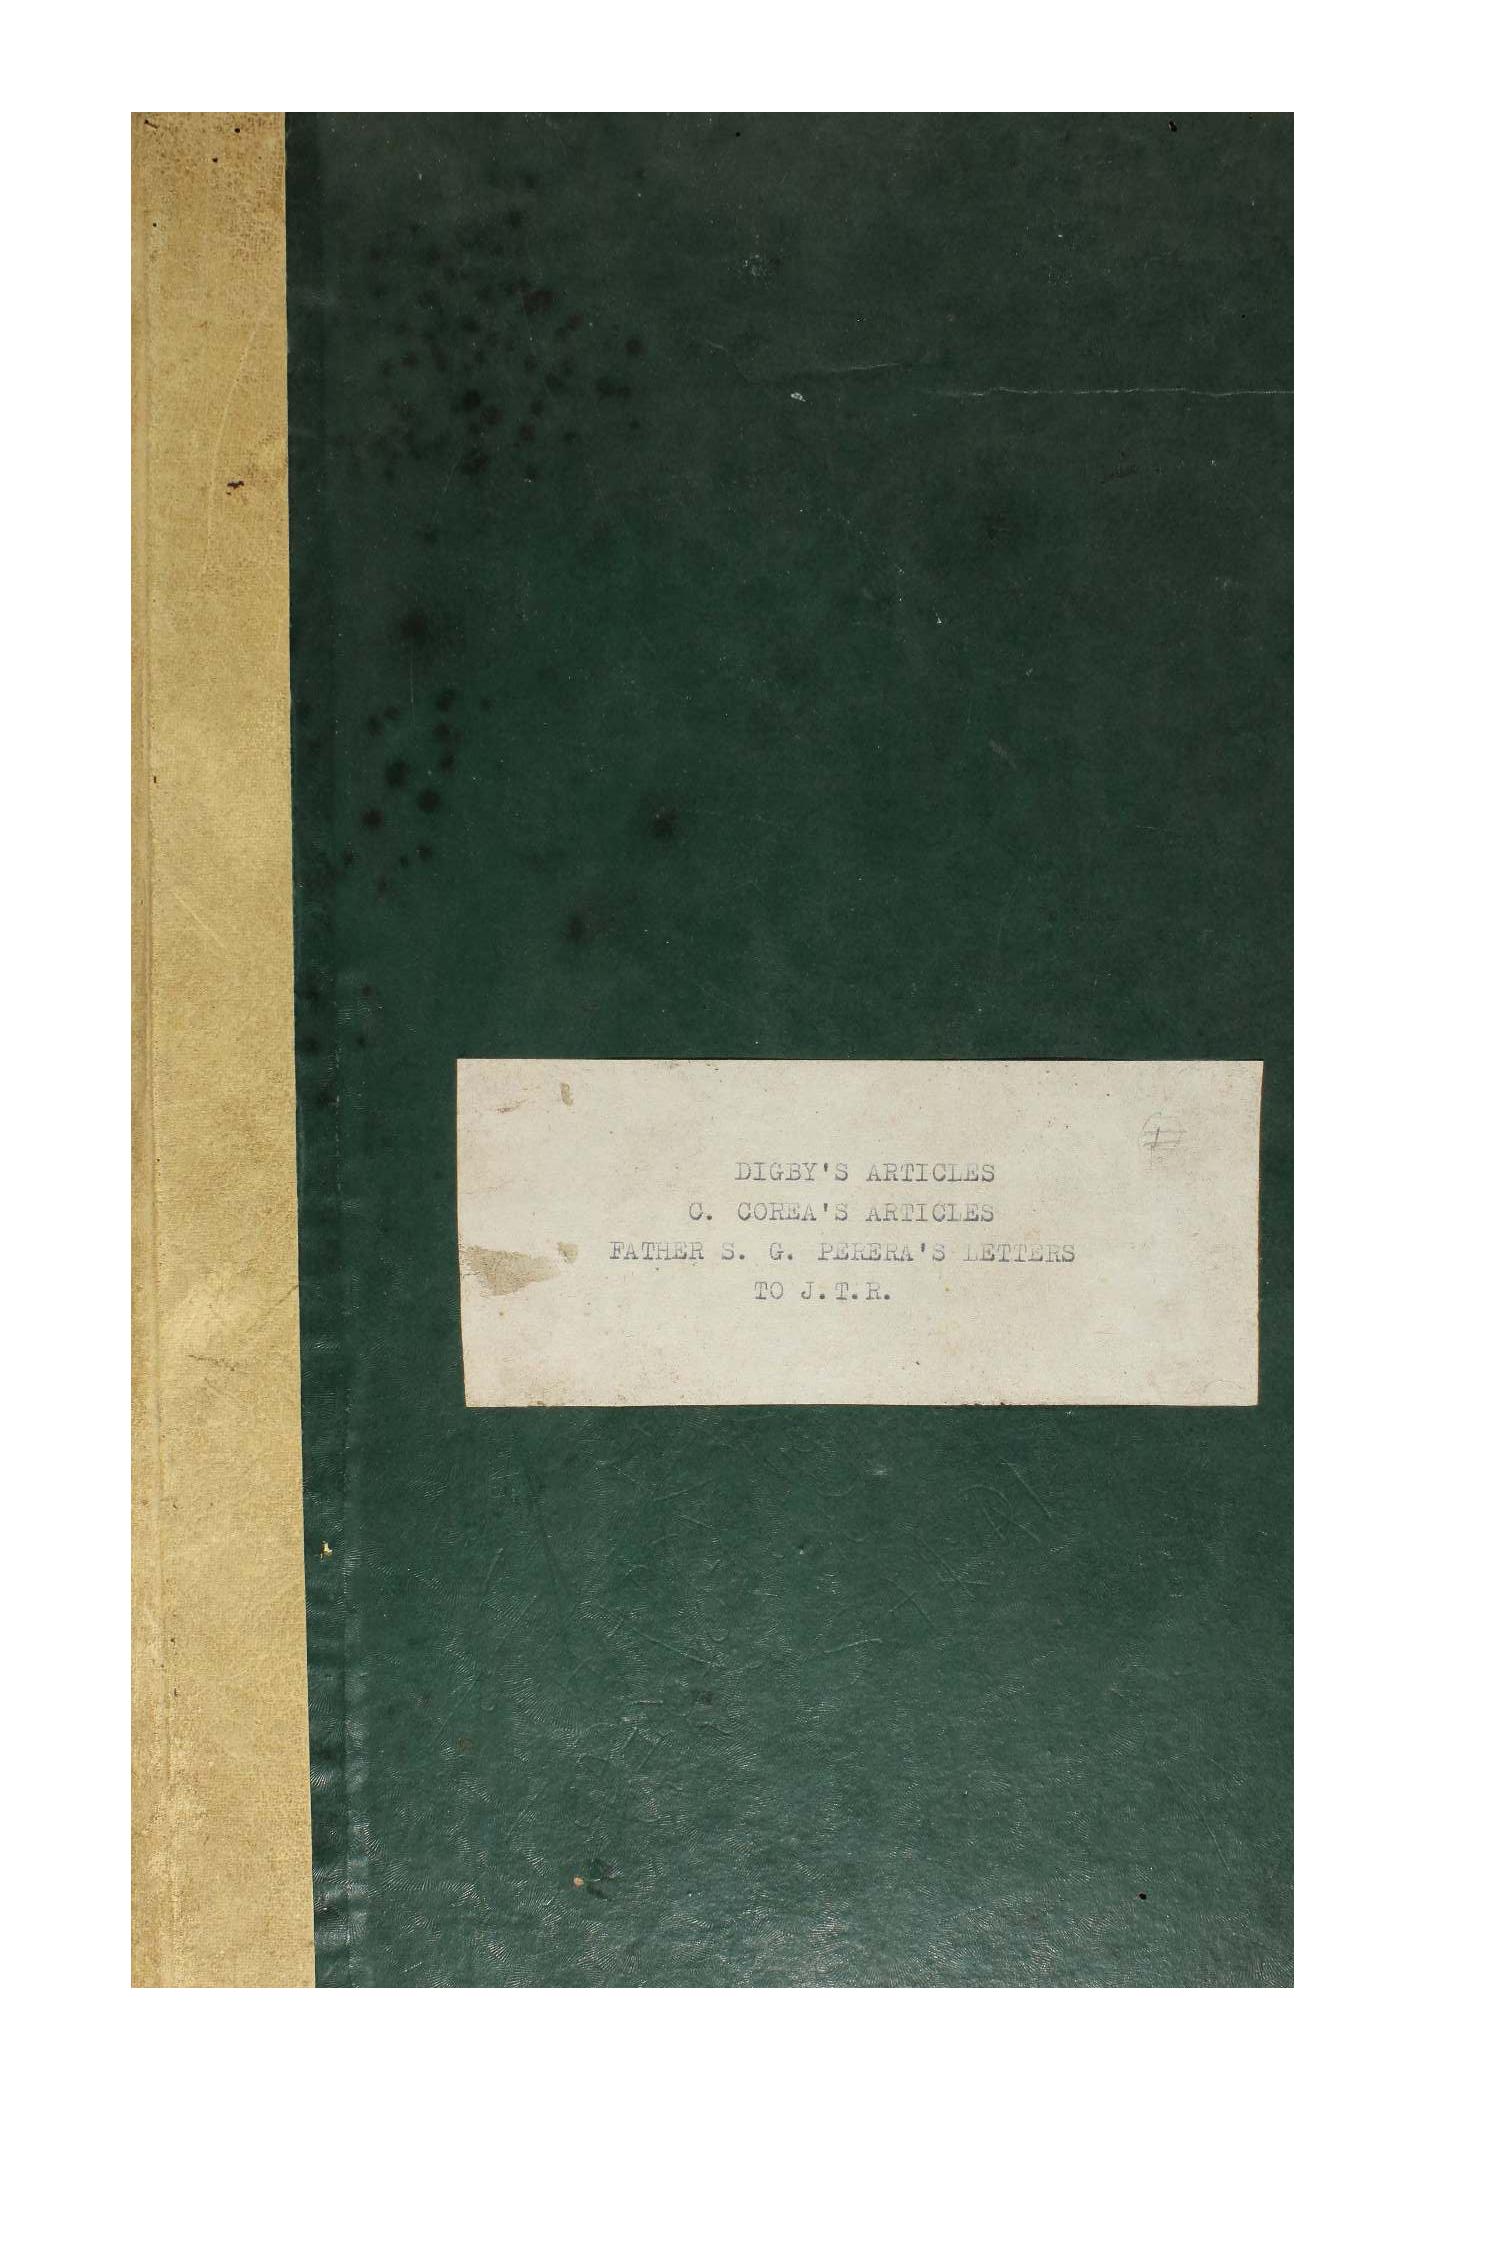 DIGBY'S ARTICLES
C. COREA'S ARTICLES
FATHER S. G. PERERA'S LETTERS
TO J.T.R.